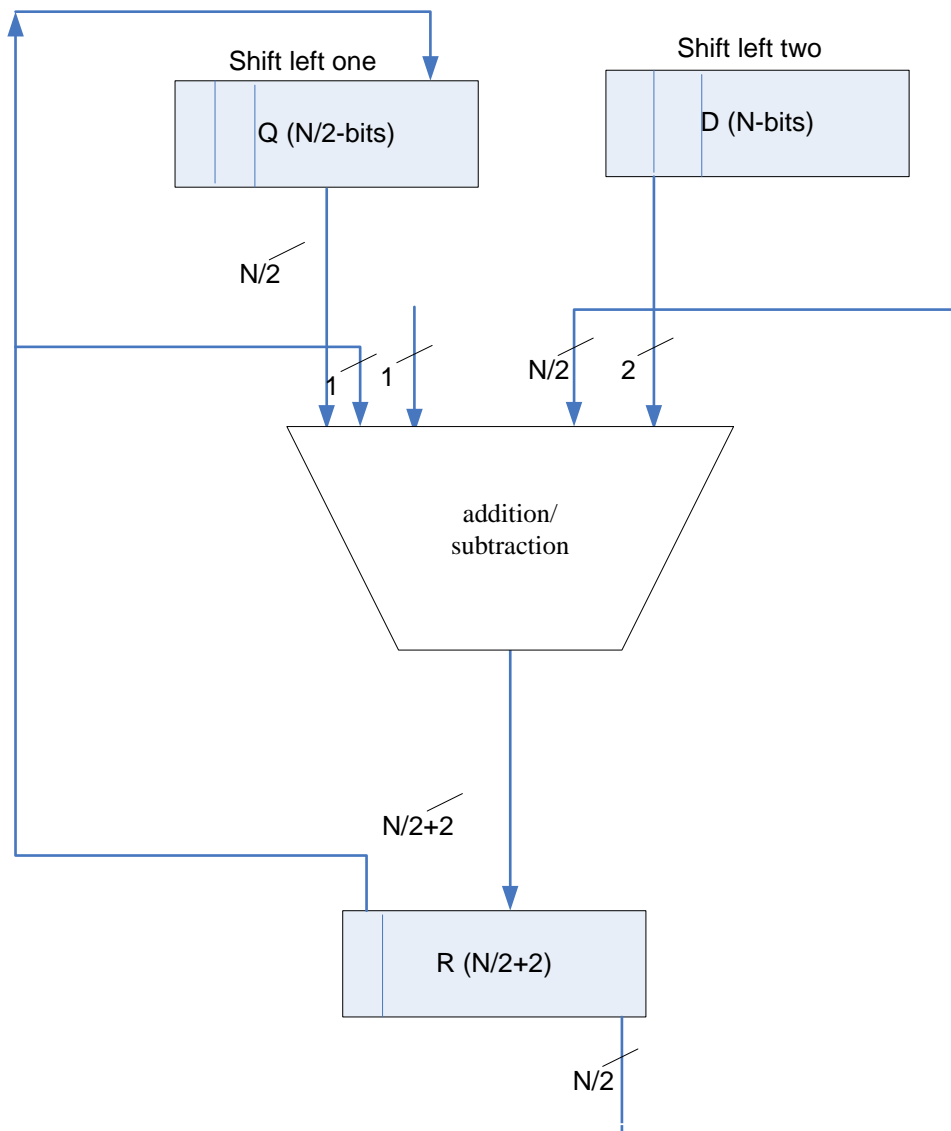 Shift left one
Shift left two
Q (N/2-bits)
D (N-bits)
N/2
1
1
N/2
2
addition/
subtraction
N/2+2
R (N/2+2)
N/2